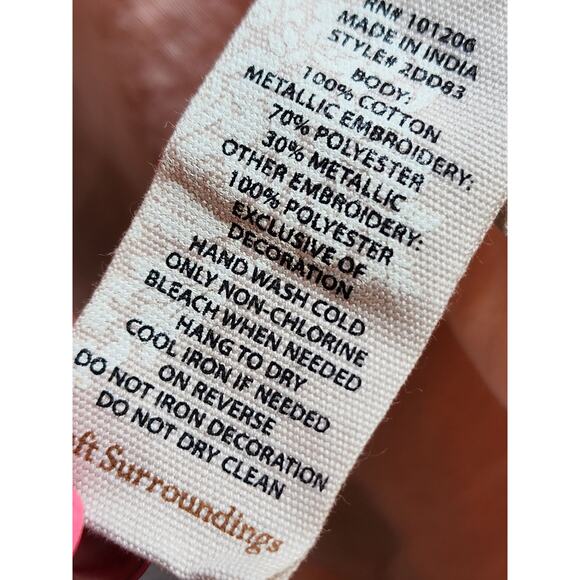 RN# 101206
MADE IN INDIA
STYLE# 2DD83
BODY:
100% COTTON
METALLIC EMBROIDERY:
70% POLYESTER
30% METALLIC
OTHER EMBROIDERY:
100% POLYESTER
EXCLUSIVE OF
DECORATION
HAND WASH COLD
ONLY NON-CHLORINE
BLEACH WHEN NEEDED
HANG TO DRY
COOL IRON IF NEEDED
ON REVERSE
DO NOT IRON DECORATION
DO NOT DRY CLEAN
ft Surroundings